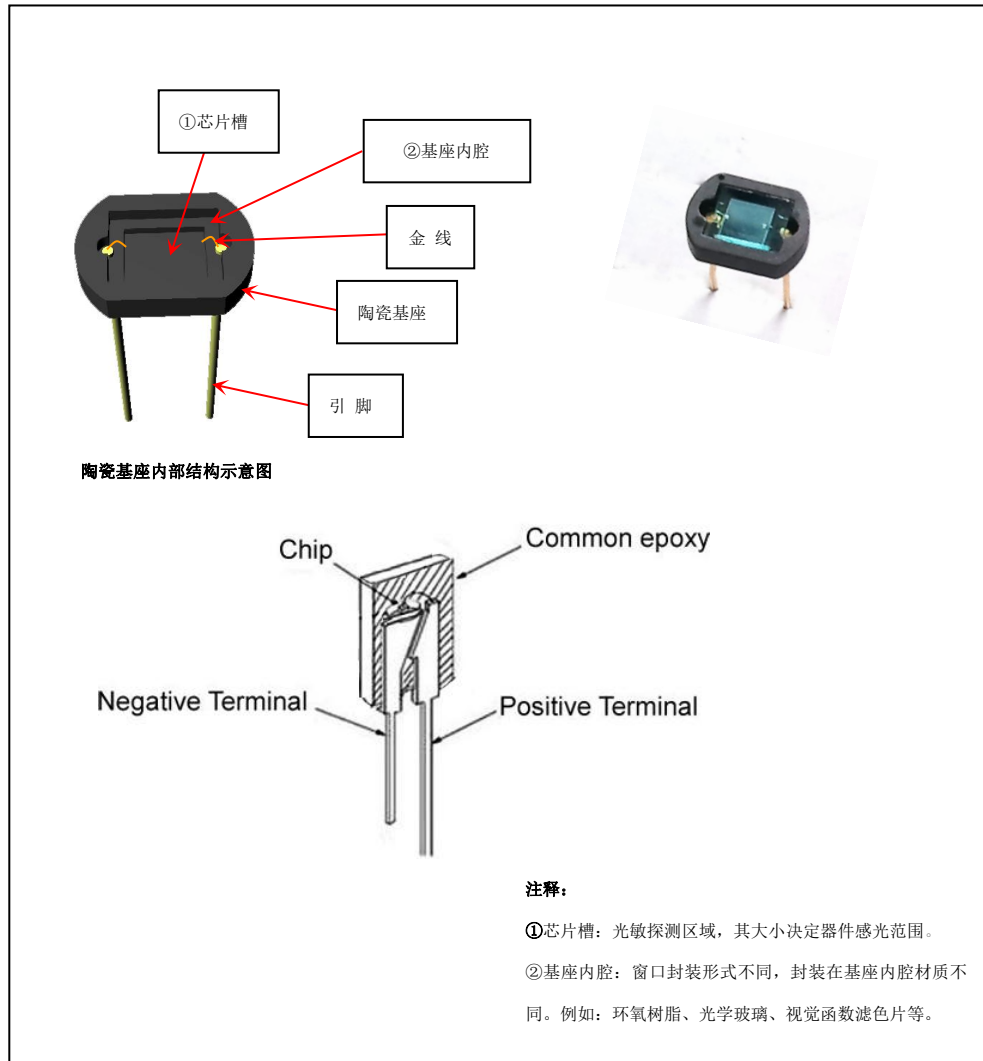 ①芯片槽
②基座内腔
金 线
陶瓷基座
引 脚
陶瓷基座内部结构示意图
Chip
Common epoxy
Negative Terminal
Positive Terminal
注释：
①芯片槽：光敏探测区域，其大小决定器件感光范围。
②基座内腔：窗口封装形式不同，封装在基座内腔材质不
同。例如：环氧树脂、光学玻璃、视觉函数滤色片等。